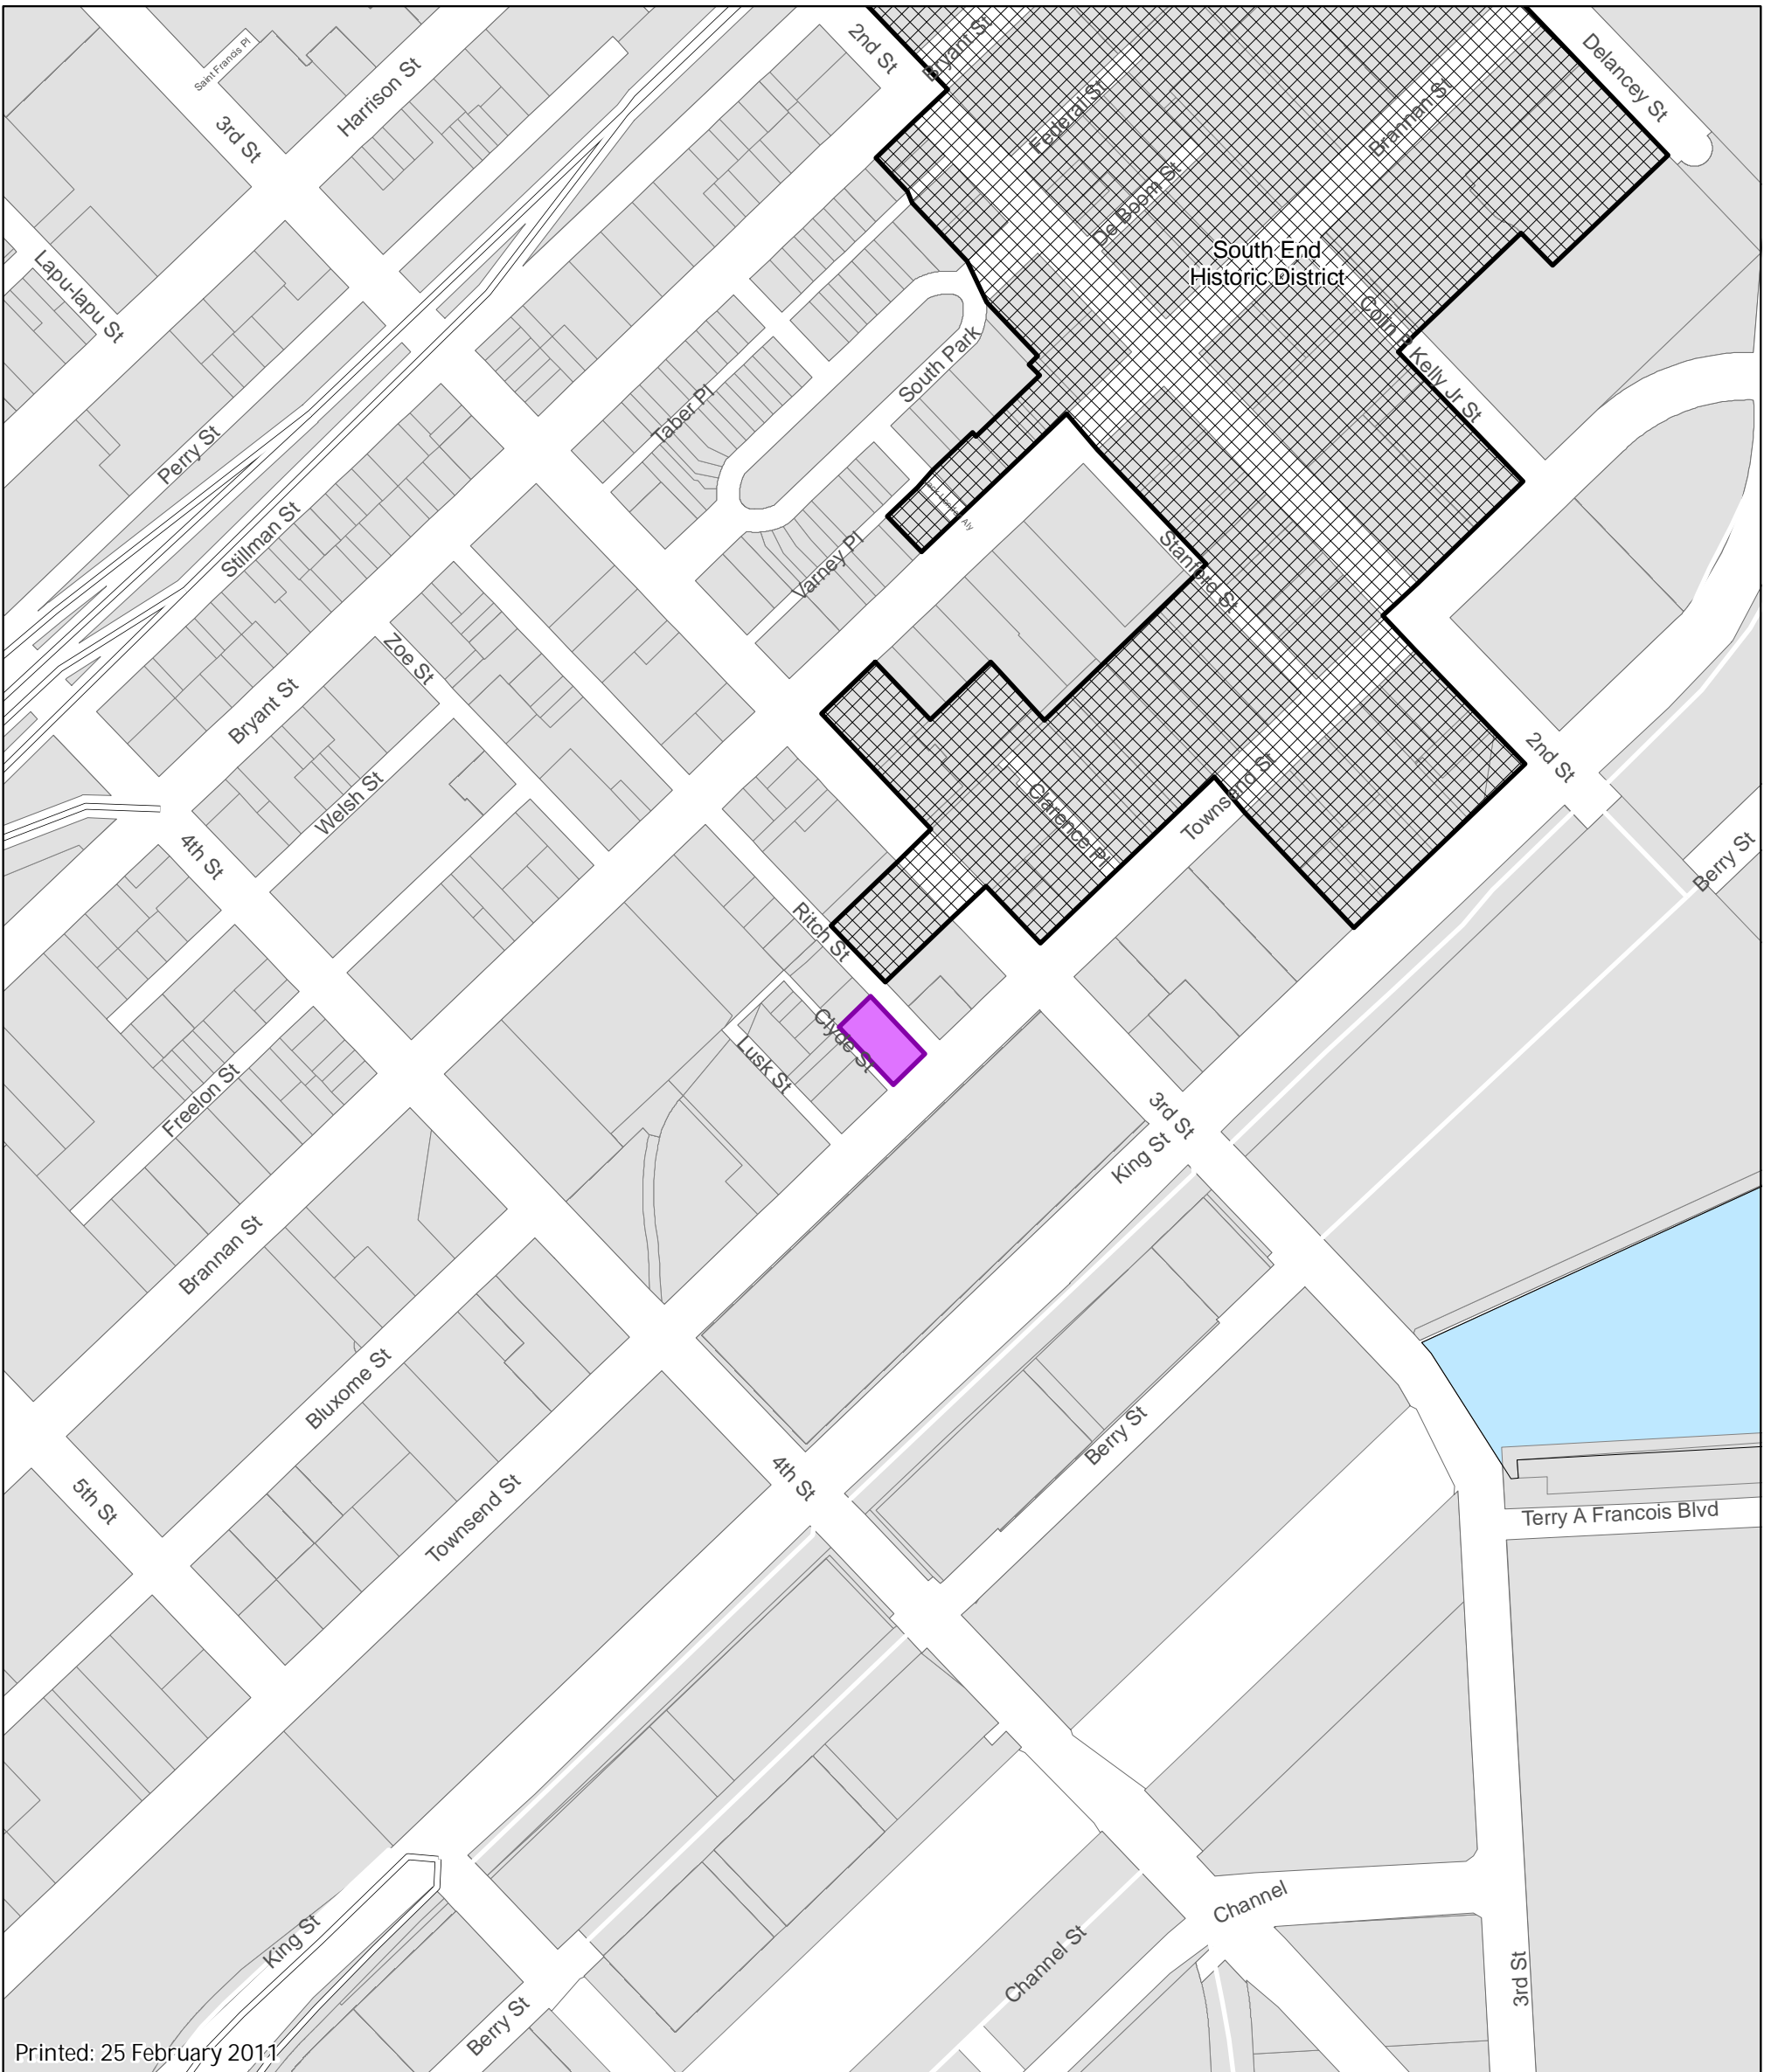 2nd St
Bryant St
Delancey St
Saint Francis Pl
Harrison St
3rd St
Federal St
Brannan St
De Boom St
South End
Historic District
Lapu-lapu St
Colin P Kelly Jr St
South Park
Taber Pl
Perry St
Stillman St
Varney Pl
Stanford St
Zoe St
Bryant St
2nd St
Welsh St
Clarence Pl
Townsend St
4th St
Berry St
Ritch St
Clyde St
Lusk St
Freelon St
3rd St
King St
Brannan St
Bluxome St
Berry St
4th St
5th St
Townsend St
Terry A Francois Blvd
Channel
King St
Channel St
3rd St
Berry St
Printed: 25 February 2011